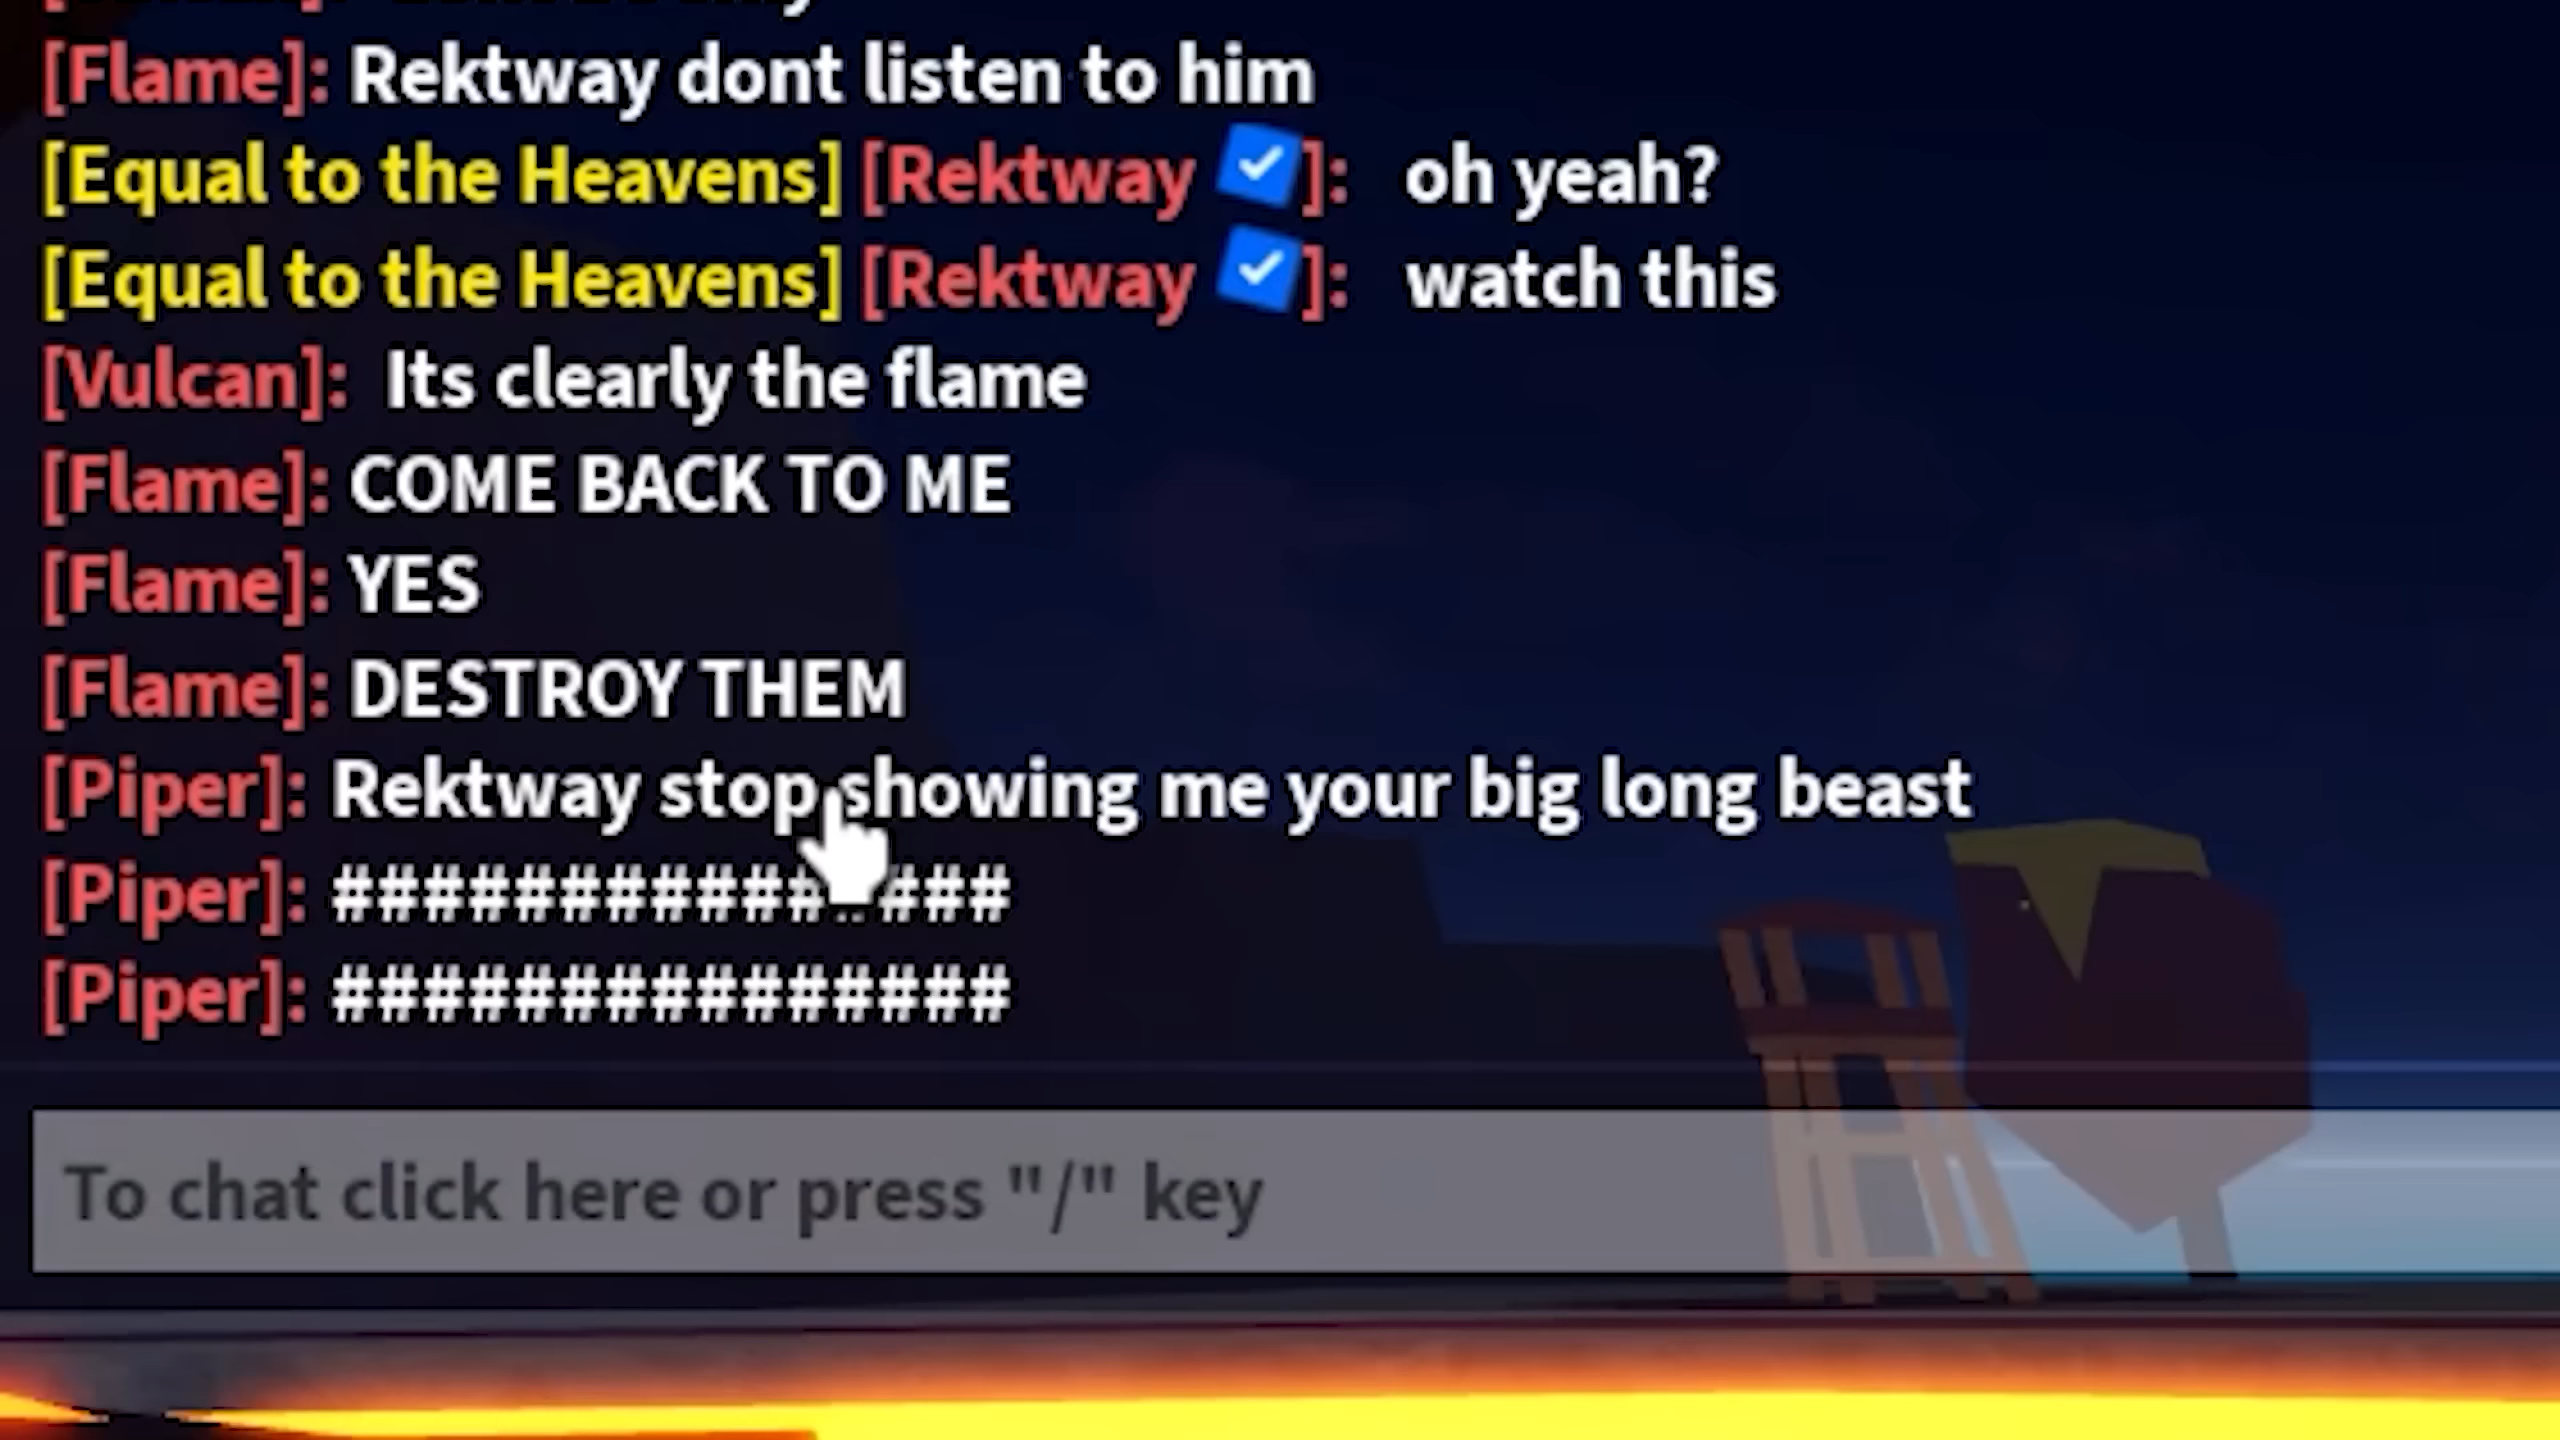 [Flame]: Rektway dont listen to him
[Equal to the Heavens] [Rektway ☑]: oh yeah?
[Equal to the Heavens] [Rektway ☑]: watch this
[Vulcan]: Its clearly the flame
[Flame]: COME BACK TO ME
[Flame]: YES
[Flame]: DESTROY THEM
[Piper]: Rektway stop showing me your big long beast
[Piper]: ###############
[Piper]: ###############
To chat click here or press "/" key